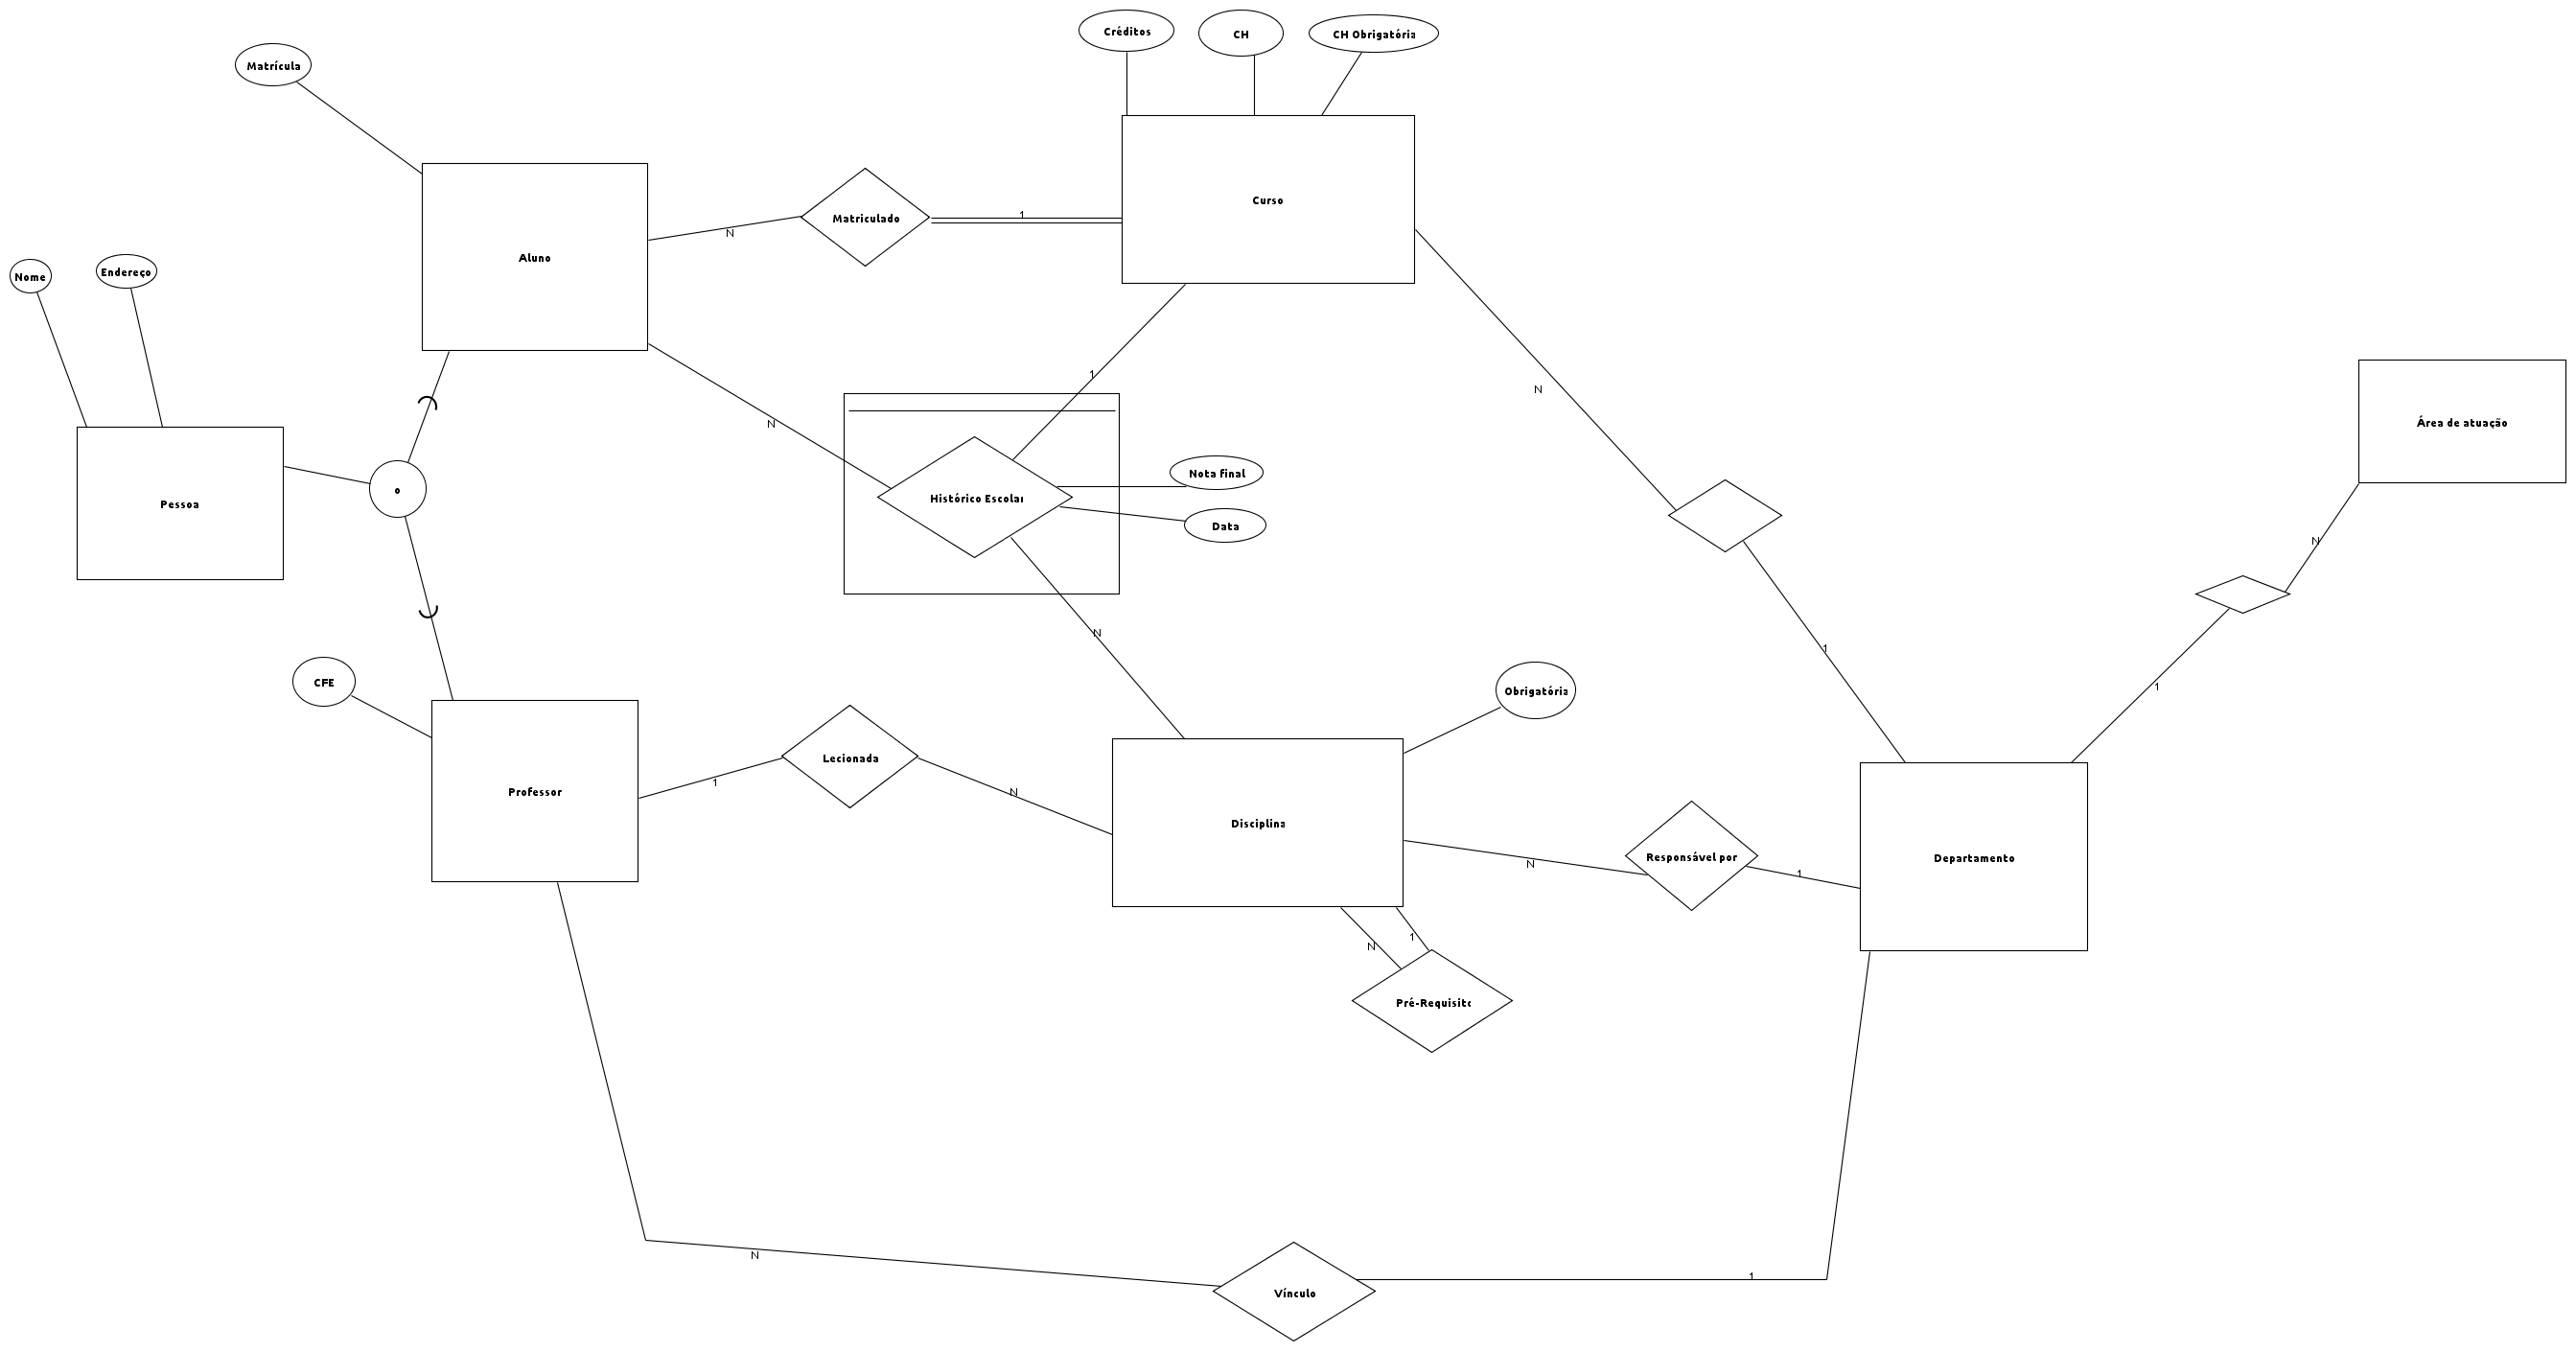 Créditos
CH
CH Obrigatória
Matrícula
Matriculado
1
N
Curso
Aluno
Nome
Endereço
1
N
N
Área de atuação
Nota final
Histórico Escolar
o
Pessoa
Data
N
N
1
CFE
1
Obrigatória
Lecionada
1
N
Professor
Disciplina
Responsável por
Departamento
N
1
1
N
Pré-Requisito
N
1
Vínculo